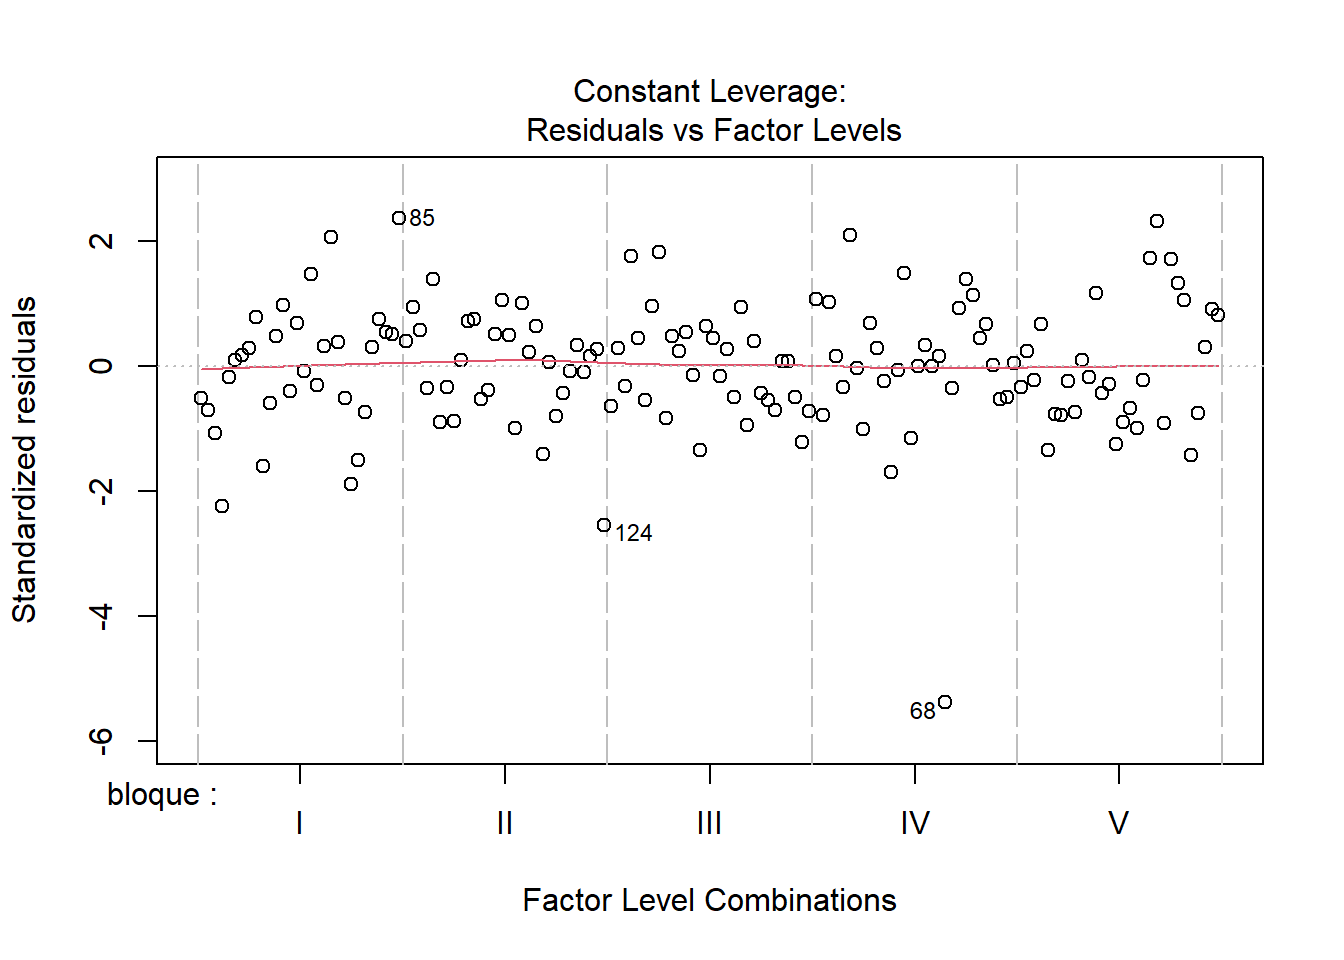 Constant Leverage:
Residuals vs Factor Levels
Standardized residuals
2
0
-2
-4
-6
85
124
68
bloque :
I II III IV V
Factor Level Combinations